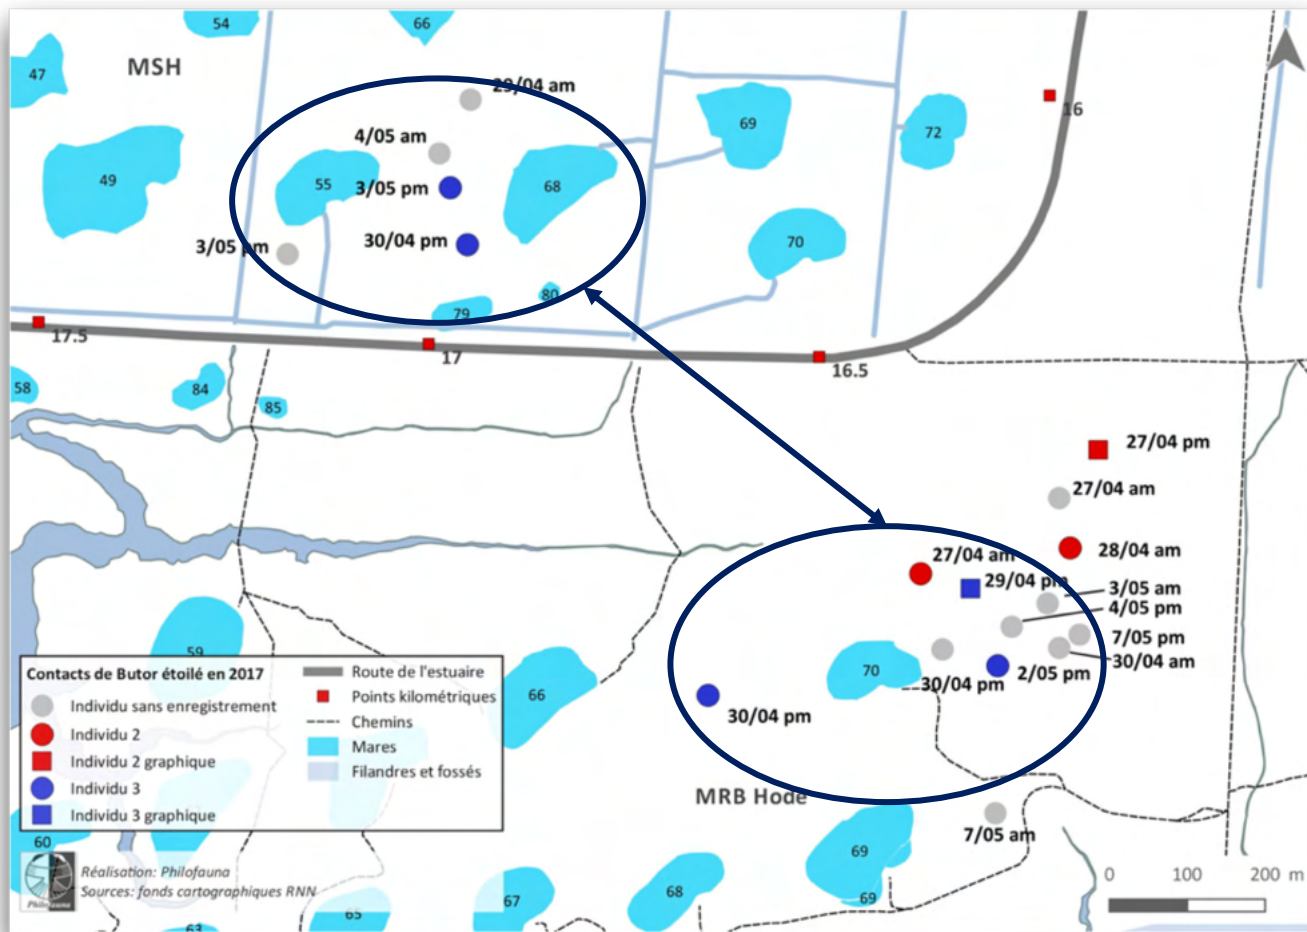 54
66
MSH
47
29/04 am
69
16
72
4/05 am
49
55
3/05 pm
68
3/05 pm
30/04 pm
70
80
79
17.5
17
16.5
58
84
85
27/04 pm
27/04 am
27/04 am
28/04 am
29/04 pm
3/05 am
4/05 pm
7/05 pm
30/04 am
2/05 pm
30/04 pm
70
30/04 pm
59
66
Contacts de Butor étoilé en 2017
Individu sans enregistrement
Individu 2
Individu 2 graphique
Individu 3
Individu 3 graphique
Route de l'estuaire
Points kilométriques
Chemins
Mares
Filandres et fossés
MRB Hode
7/05 am
60
69
69
68
67
65
63
Philofauna
Réalisation: Philofauna
Sources: fonds cartographiques RNN
0 100 200 m